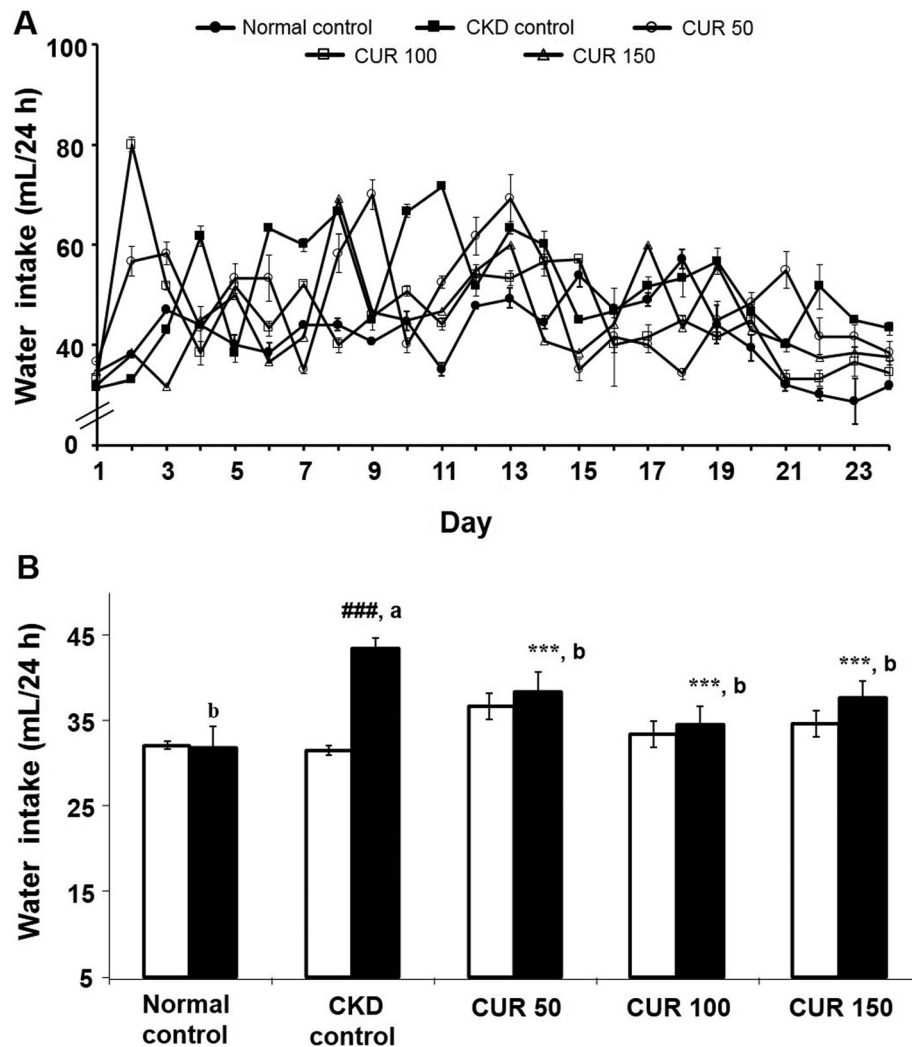 A
Normal control CKD control CUR 50
CUR 100 CUR 150
Water intake (mL/24 h)
100
80
60
40
0
1 3 5 7 9 11 13 15 17 19 21 23
Day
B
Water intake (mL/24 h)
45
35
25
15
5
b
###, a
***, b
***, b
***, b
Normal control
CKD control
CUR 50
CUR 100
CUR 150